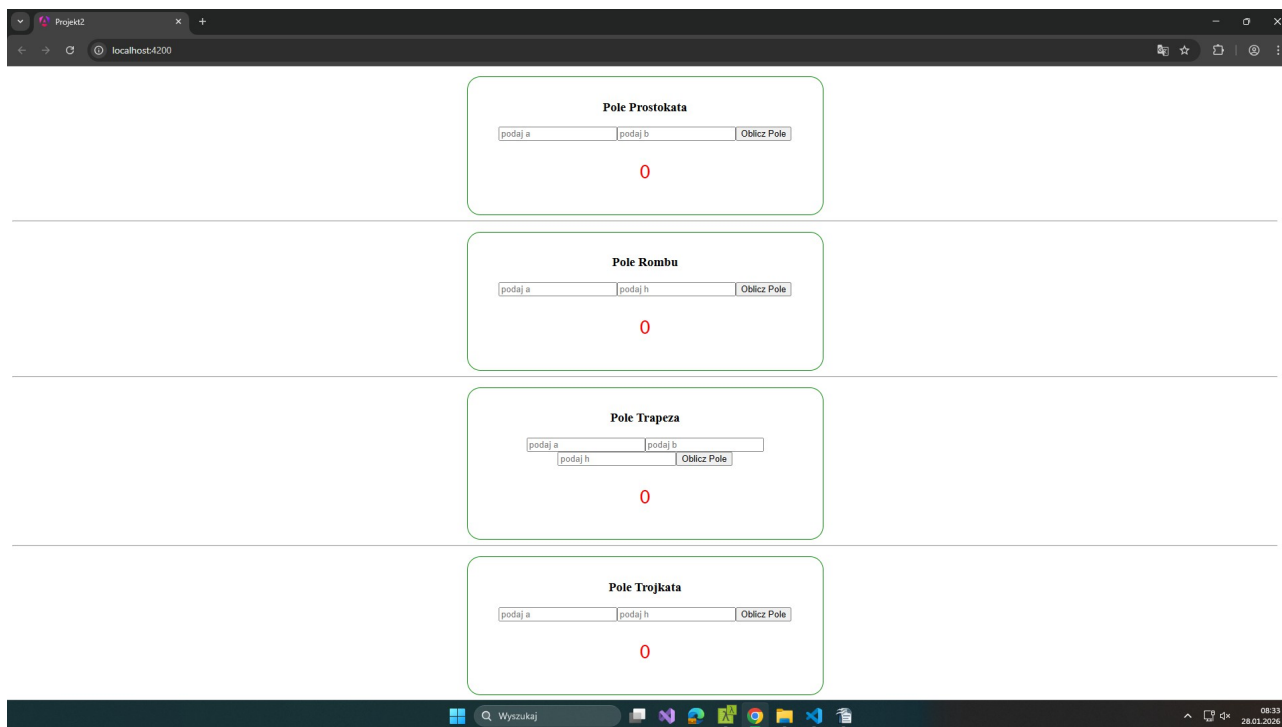 Projekt2
localhost:4200
Pole Prostokata
podaj a podaj b Oblicz Pole
0
Pole Rombu
podaj a podaj h Oblicz Pole
0
Pole Trapeza
podaj a podaj b
podaj h Oblicz Pole
0
Pole Trojkata
podaj a podaj h Oblicz Pole
0
Wyszukaj
08:33
28.01.2026